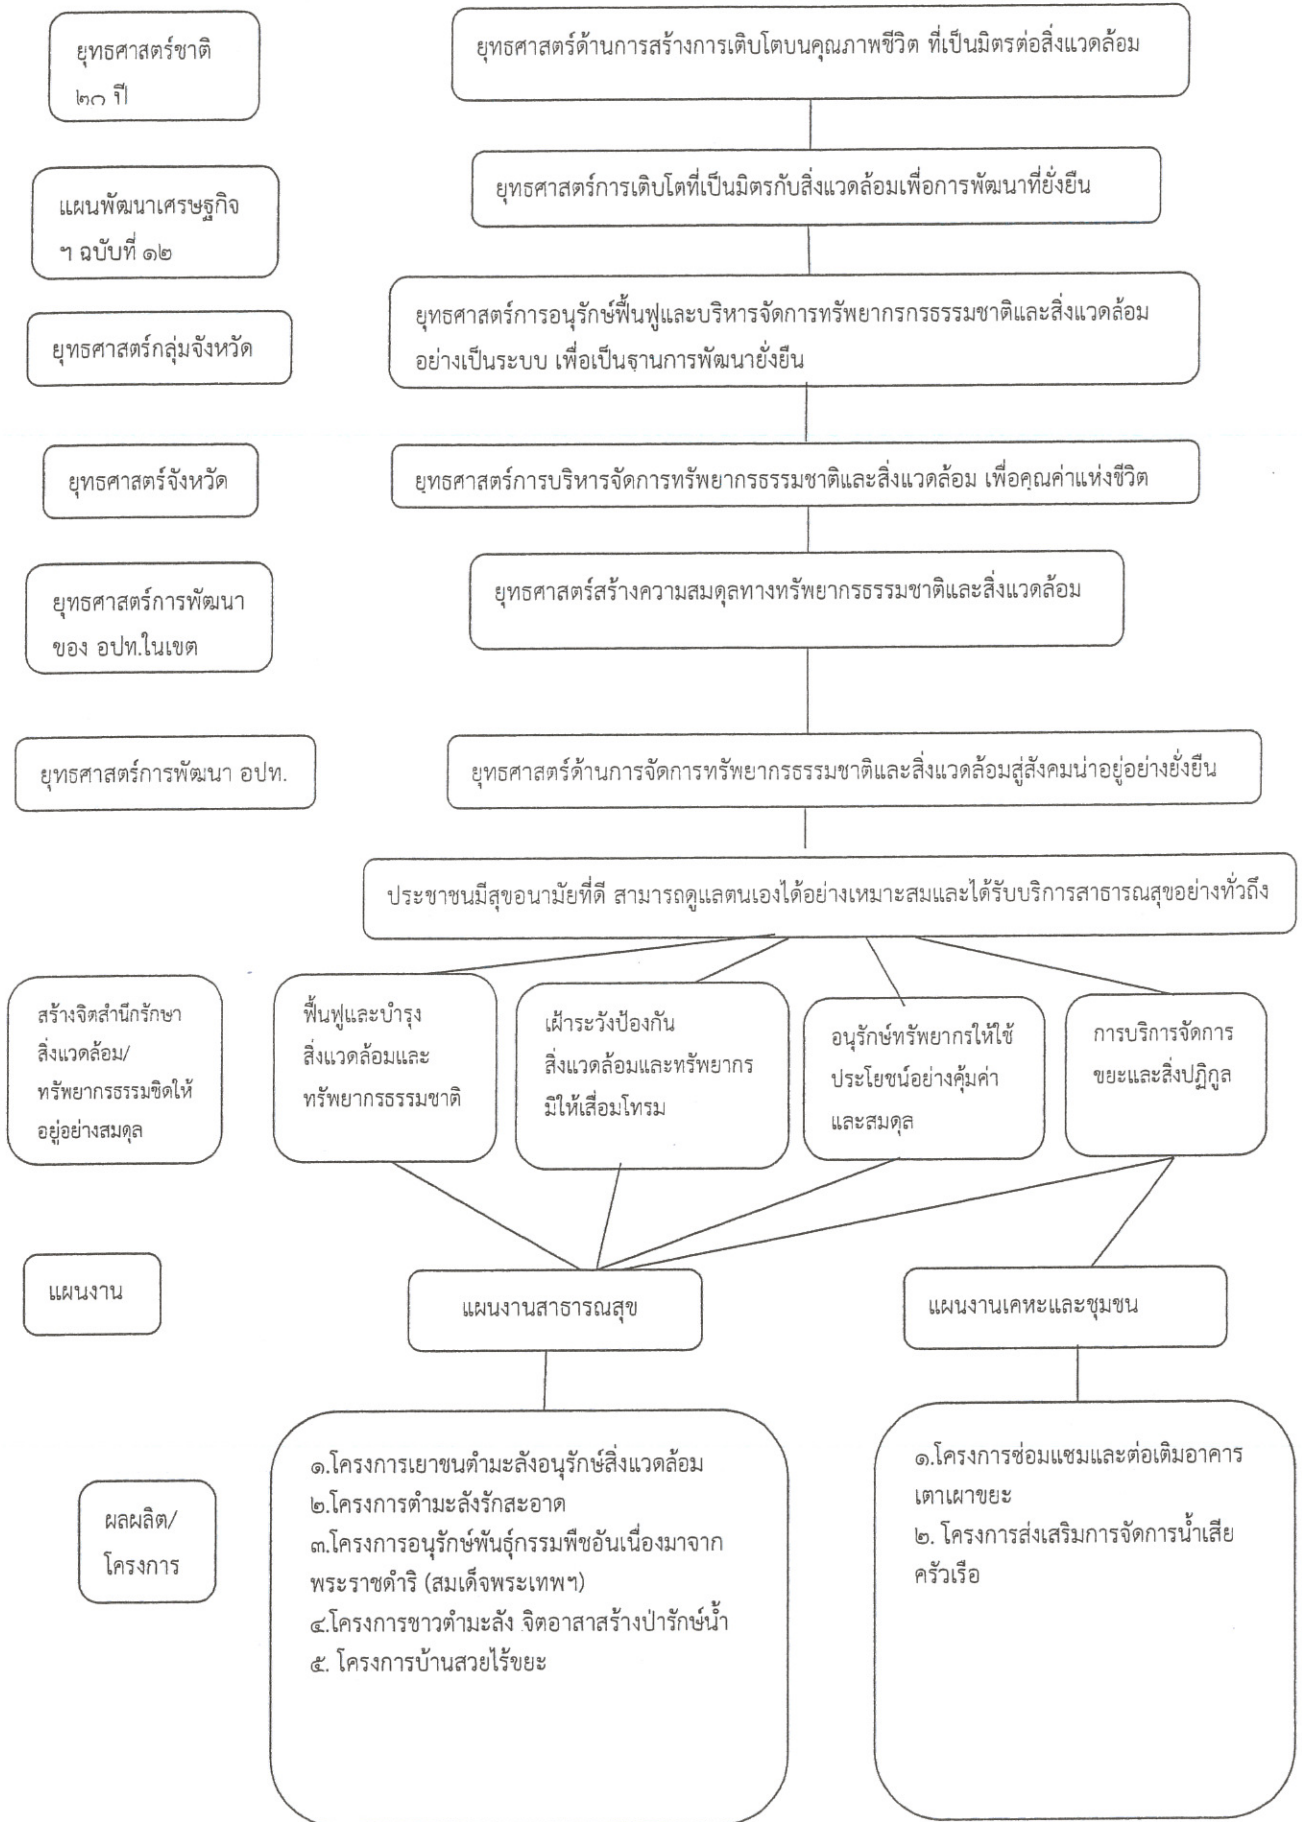 ยุทธศาสตร์ชาติ
๒๐ ปี
ยุทธศาสตร์ด้านการสร้างการเติบโตบนคุณภาพชีวิต ที่เป็นมิตรต่อสิ่งแวดล้อม
แผนพัฒนาเศรษฐกิจ
ฯ ฉบับที่ ๑๒
ยุทธศาสตร์การเติบโตที่เป็นมิตรกับสิ่งแวดล้อมเพื่อการพัฒนาที่ยั่งยืน
ยุทธศาสตร์กลุ่มจังหวัด
ยุทธศาสตร์การอนุรักษ์ฟื้นฟูและบริหารจัดการทรัพยากรกรธรรมชาติและสิ่งแวดล้อม
อย่างเป็นระบบ เพื่อเป็นฐานการพัฒนายั่งยืน
ยุทธศาสตร์จังหวัด
ยุทธศาสตร์การบริหารจัดการทรัพยากรธรรมชาติและสิ่งแวดล้อม เพื่อคุณค่าแห่งชีวิต
ยุทธศาสตร์การพัฒนา
ของ อปท.ในเขต
ยุทธศาสตร์สร้างความสมดุลทางทรัพยากรธรรมชาติและสิ่งแวดล้อม
ยุทธศาสตร์การพัฒนา อปท.
ยุทธศาสตร์ด้านการจัดการทรัพยากรธรรมชาติและสิ่งแวดล้อมสู่สังคมน่าอยู่อย่างยั่งยืน
ประชาชนมีสุขอนามัยที่ดี สามารถดูแลตนเองได้อย่างเหมาะสมและได้รับบริการสาธารณสุขอย่างทั่วถึง
สร้างจิตสำนึกรักษา
สิ่งแวดล้อม/
ทรัพยากรธรรมชิดให้
อยู่อย่างสมดุล
ฟื้นฟูและบำรุง
สิ่งแวดล้อมและ
ทรัพยากรธรรมชาติ
เฝ้าระวังป้องกัน
สิ่งแวดล้อมและทรัพยากร
มิให้เสื่อมโทรม
อนุรักษ์ทรัพยากรให้ใช้
ประโยชน์อย่างคุ้มค่า
และสมดุล
การบริการจัดการ
ขยะและสิ่งปฏิกูล
แผนงาน
แผนงานสาธารณสุข
แผนงานเคหะและชุมชน
ผลผลิต/
โครงการ
๑.โครงการเยาชนตำมะลังอนุรักษ์สิ่งแวดล้อม
๒.โครงการตำมะลังรักสะอาด
๓.โครงการอนุรักษ์พันธุ์กรรมพืชอันเนื่องมาจาก
พระราชดำริ (สมเด็จพระเทพฯ)
๔.โครงการชาวตำมะลัง จิตอาสาสร้างป่ารักษ์น้ำ
๕. โครงการบ้านสวยไร้ขยะ
๑.โครงการซ่อมแซมและต่อเติมอาคาร
เตาเผาขยะ
๒. โครงการส่งเสริมการจัดการน้ำเสีย
ครัวเรือ